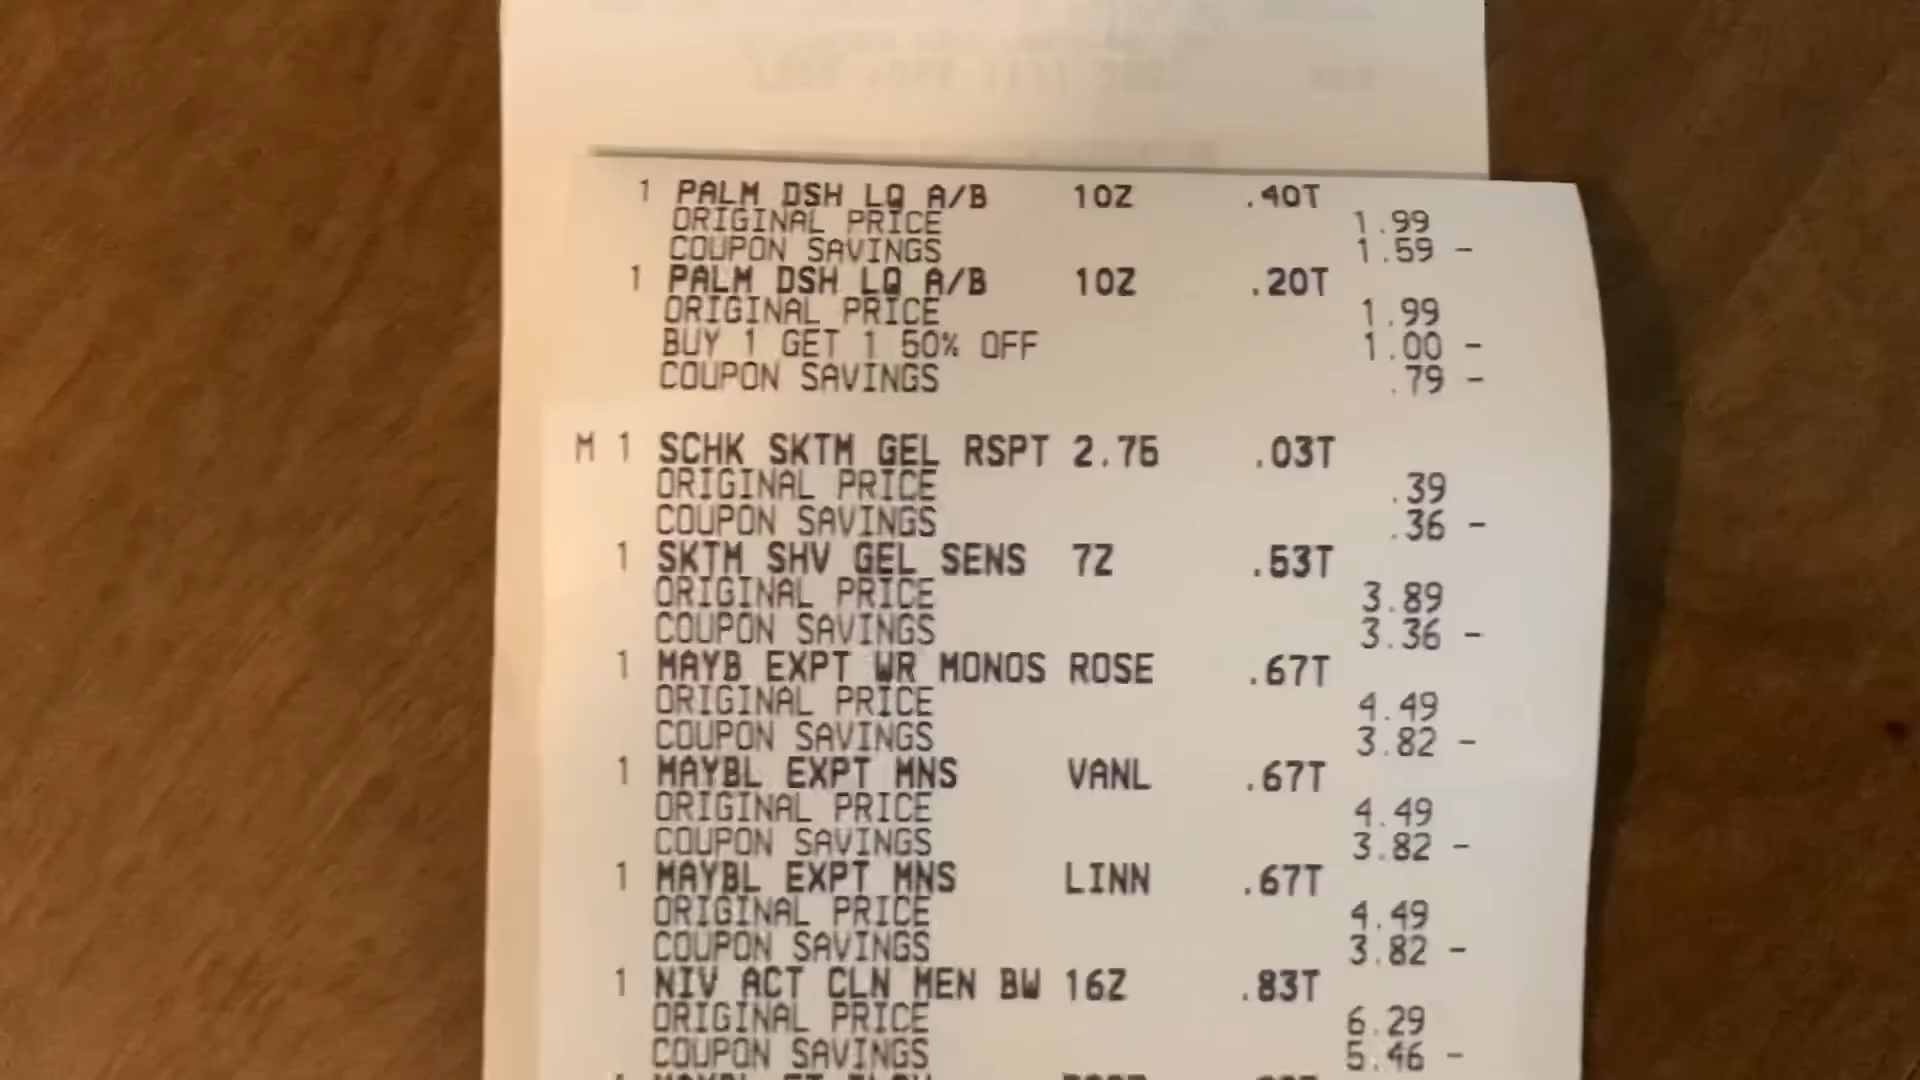 1 PALM DSH LQ A/B 10Z .40T
ORIGINAL PRICE 1.99
COUPON SAVINGS 1.59 -
1 PALM DSH LQ A/B 10Z .20T
ORIGINAL PRICE 1.99
BUY 1 GET 1 50% OFF 1.00 -
COUPON SAVINGS .79 -
M 1 SCHK SKTM GEL RSPT 2.75 .03T
ORIGINAL PRICE .39
COUPON SAVINGS .36 -
1 SKTM SHV GEL SENS 7Z .53T
ORIGINAL PRICE 3.89
COUPON SAVINGS 3.36 -
1 MAYB EXPT WR MONOS ROSE .67T
ORIGINAL PRICE 4.49
COUPON SAVINGS 3.82 -
1 MAYBL EXPT MNS VANL .67T
ORIGINAL PRICE 4.49
COUPON SAVINGS 3.82 -
1 MAYBL EXPT MNS LINN .67T
ORIGINAL PRICE 4.49
COUPON SAVINGS 3.82 -
1 NIV ACT CLN MEN BW 16Z .83T
ORIGINAL PRICE 6.29
COUPON SAVINGS 5.46 -